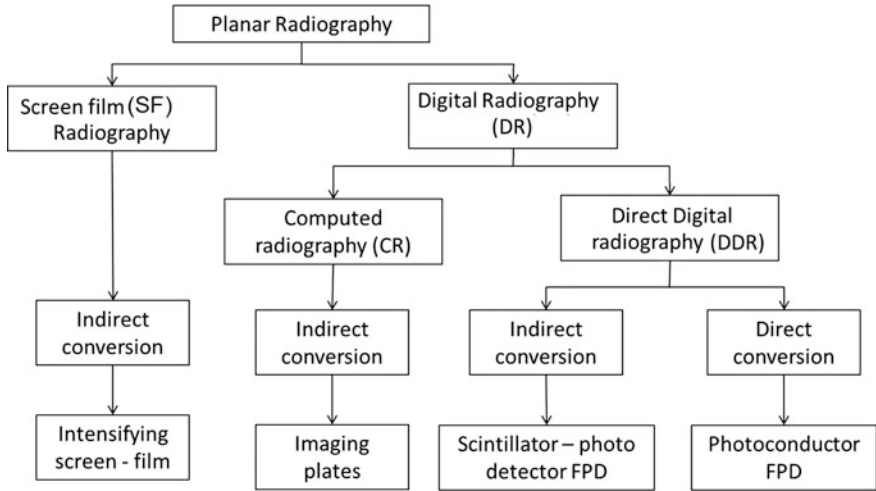 Planar Radiography
Screen film (SF)
Radiography
Digital Radiography
(DR)
Computed
radiography (CR)
Direct Digital
radiography (DDR)
Indirect
conversion
Indirect
conversion
Indirect
conversion
Direct
conversion
Intensifying
screen - film
Imaging
plates
Scintillator – photo
detector FPD
Photoconductor
FPD